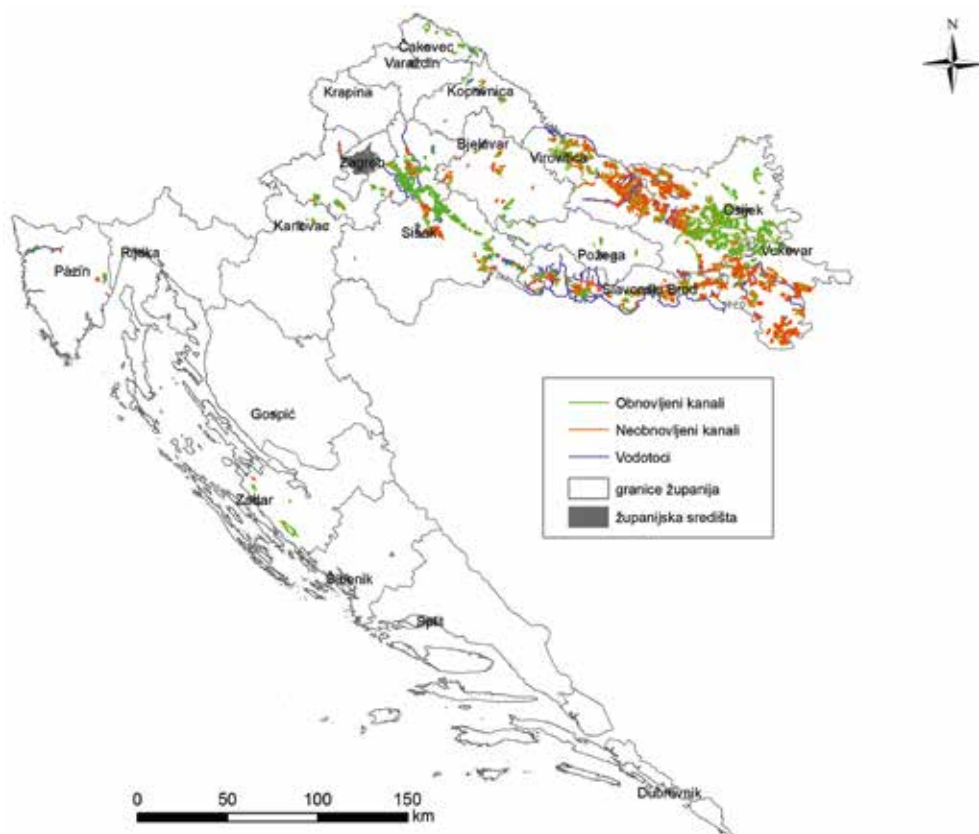 N
Čakovec
Varaždin
Krapina
Koprivnica
Bjelovar
Virovitica
Zagreb
Osijek
Karlovac
Sisak
Vukovar
Požega
Rijeka
Pazin
Slavonski Brod
Gospić
Obnovljeni kanali
Neobnovljeni kanali
Vodotoci
granice županija
županijska središta
Zadar
Šibenik
Split
Dubrovnik
0 50 100 150
km